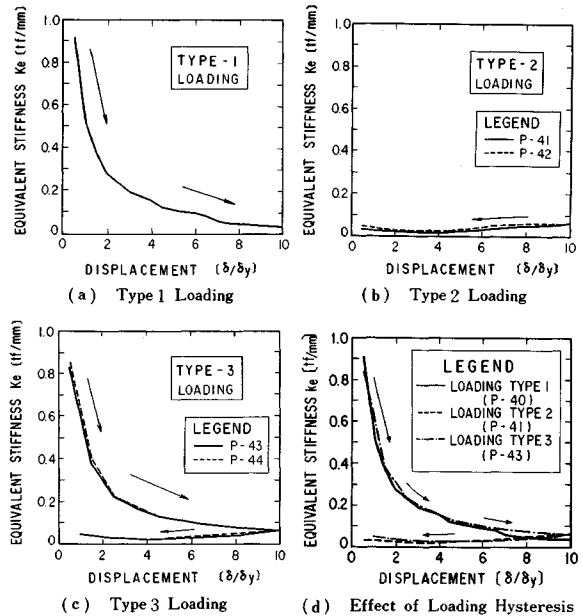 EQUIVALENT STIFFNESS Ke (tf/mm)
1.0
0.8
0.6
0.4
0.2
0
TYPE-1
LOADING
0 2 4 6 8 10
DISPLACEMENT (δ/δy)
(a) Type 1 Loading
EQUIVALENT STIFFNESS Ke (tf/mm)
1.0
0.8
0.6
0.4
0.2
0
TYPE-2
LOADING
LEGEND
P-41
P-42
0 2 4 6 8 10
DISPLACEMENT (δ/δy)
(b) Type 2 Loading
EQUIVALENT STIFFNESS Ke (tf/mm)
1.0
0.8
0.6
0.4
0.2
0
TYPE-3
LOADING
LEGEND
P-43
P-44
0 2 4 6 8 10
DISPLACEMENT (δ/δy)
(c) Type 3 Loading
EQUIVALENT STIFFNESS Ke (tf/mm)
1.0
0.8
0.6
0.4
0.2
0
LEGEND
LOADING TYPE 1
(P-40)
LOADING TYPE 2
(P-41)
LOADING TYPE 3
(P-43)
0 2 4 6 8 10
DISPLACEMENT (δ/δy)
(d) Effect of Loading Hysteresis